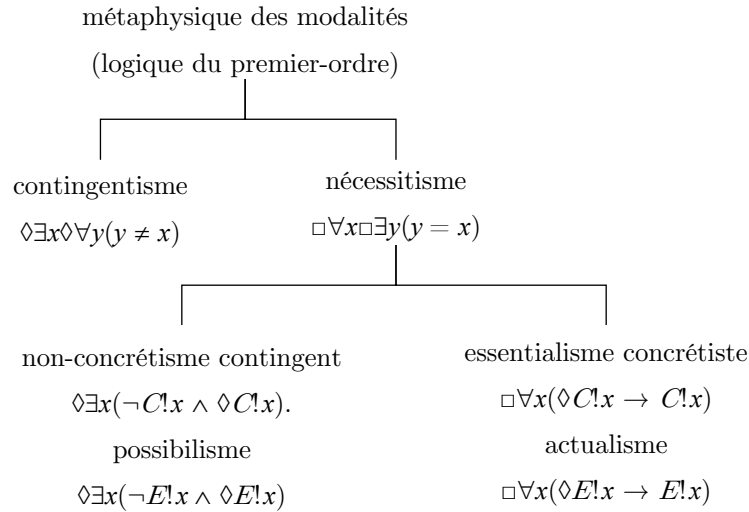 métaphysique des modalités
(logique du premier-ordre)
contingentisme
◊∃x◊∀y(y ≠ x)
nécessitisme
□∀x□∃y(y = x)
non-concrétisme contingent
◊∃x(¬C!x ∧ ◊C!x).
possibilisme
◊∃x(¬E!x ∧ ◊E!x)
essentialisme concrétiste
□∀x(◊C!x → C!x)
actualisme
□∀x(◊E!x → E!x)